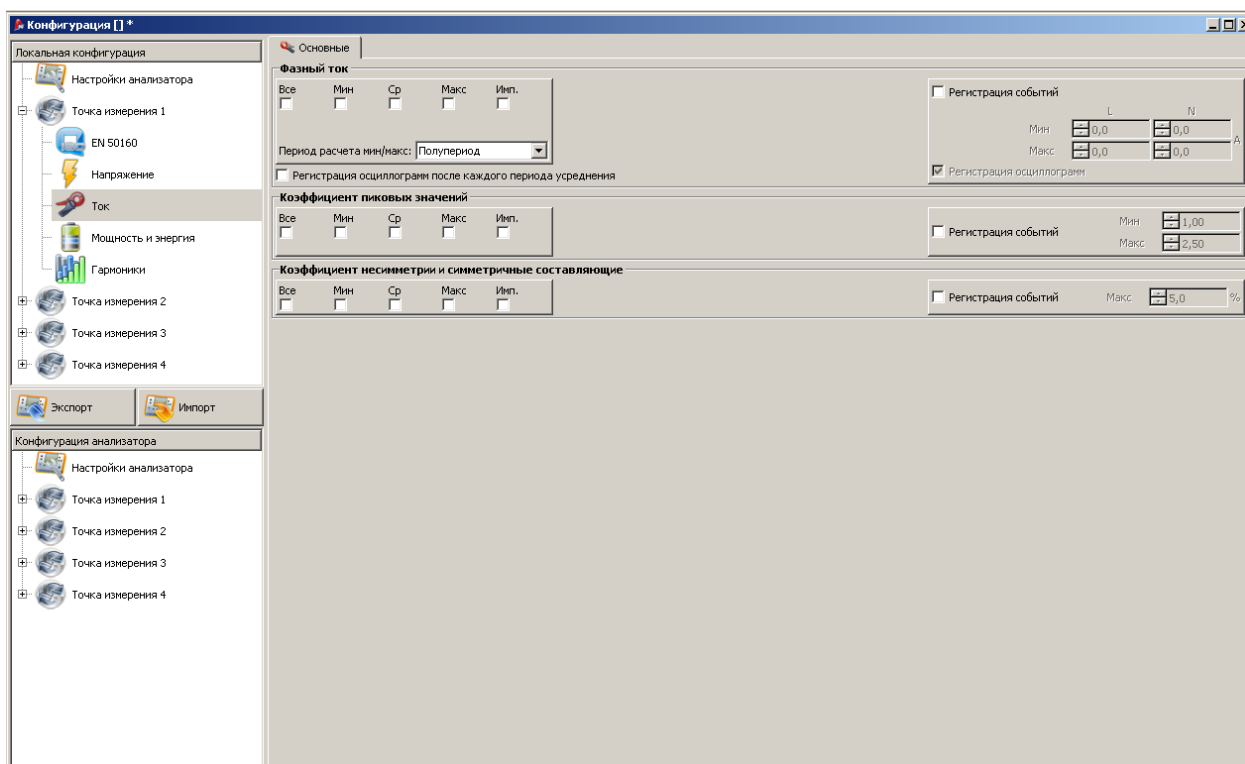 Конфигурация [] *
Локальная конфигурация
Настройки анализатора
Точка измерения 1
EN 50160
Напряжение
Ток
Мощность и энергия
Гармоники
Точка измерения 2
Точка измерения 3
Точка измерения 4
Экспорт
Импорт
Конфигурация анализатора
Настройки анализатора
Точка измерения 1
Точка измерения 2
Точка измерения 3
Точка измерения 4
Основные
Фазный ток
Все Мин Ср Макс Имп.
Период расчета мин/макс: Полупериод
Регистрация осциллограмм после каждого периода усреднения
Регистрация событий
L N
Мин 0,0 0,0
Макс 0,0 0,0 A
Регистрация осциллограмм
Коэффициент пиковых значений
Все Мин Ср Макс Имп.
Регистрация событий
Мин 1,00
Макс 2,50
Коэффициент несимметрии и симметричные составляющие
Все Мин Ср Макс Имп.
Регистрация событий Макс 5,0 %